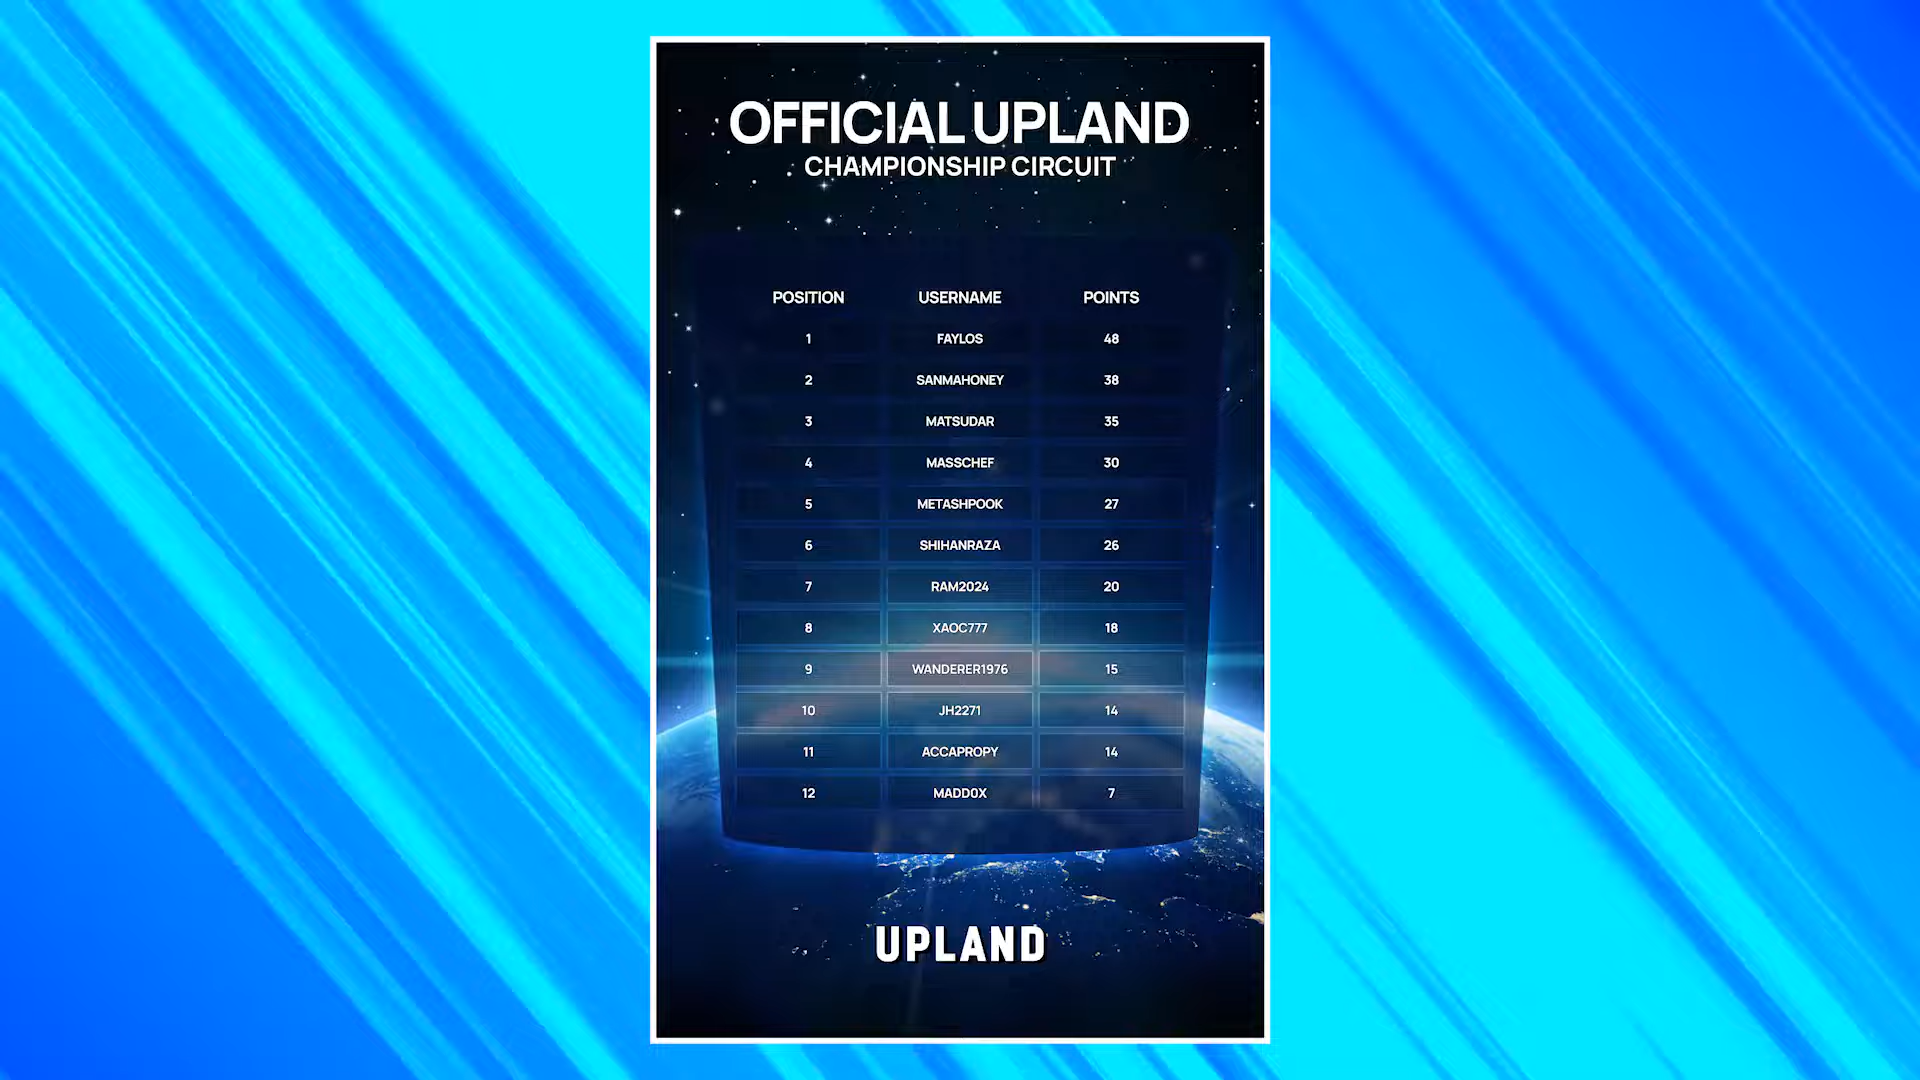 OFFICIAL UPLAND
CHAMPIONSHIP CIRCUIT
POSITION USERNAME POINTS
1 FAYLOS 48
2 SANMAHONEY 38
3 MATSUDAR 35
4 MASSCHEF 30
5 METASHPOOK 27
6 SHIHANRAZA 26
7 RAM2024 20
8 XAOC777 18
9 WANDERER1976 15
10 JH2271 14
11 ACCAPROPY 14
12 MADD0X 7
UPLAND